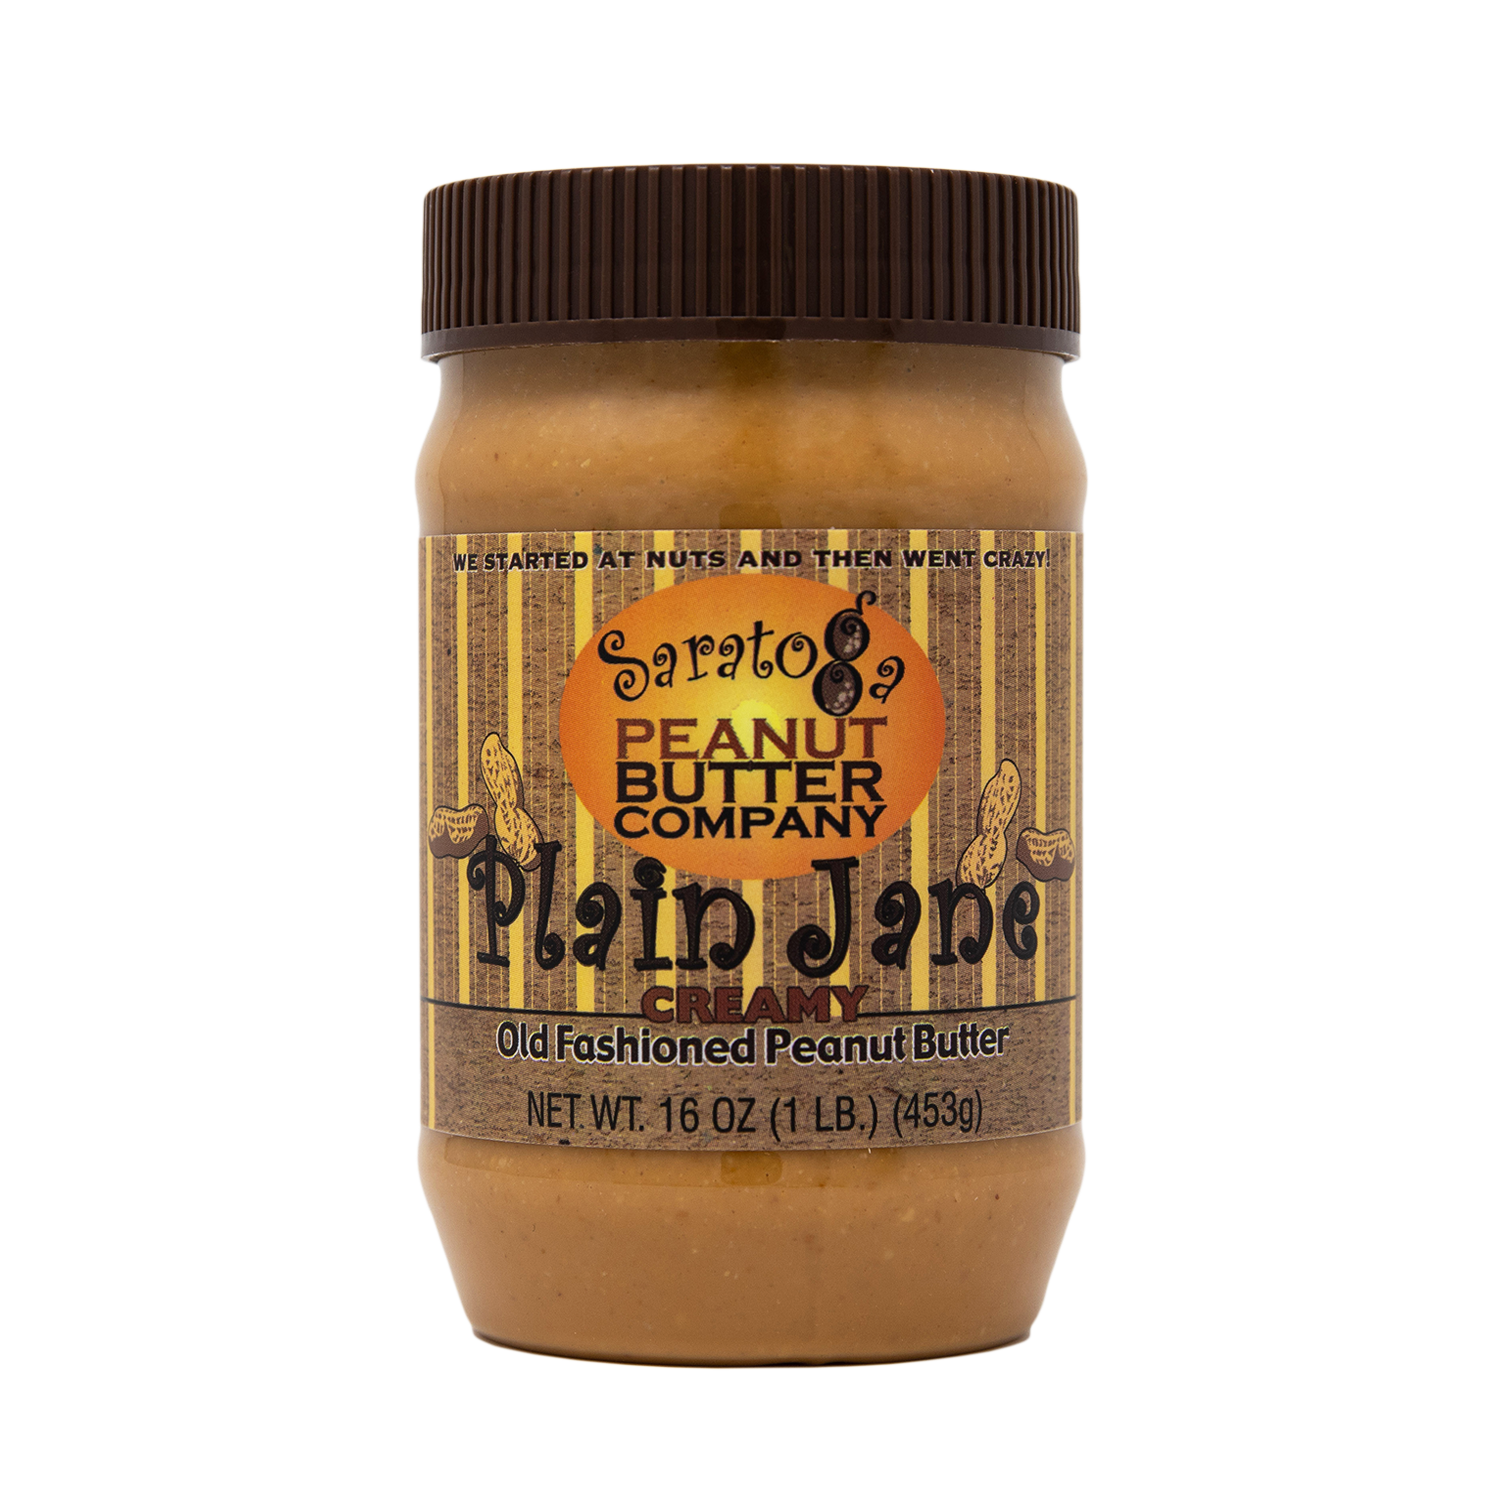 WE STARTED AT NUTS AND THEN WENT CRAZY!
Saratoga
PEANUT
BUTTER
COMPANY
Plain Jane
CREAMY
Old Fashioned Peanut Butter
NET WT. 16 OZ (1 LB.) (453g)